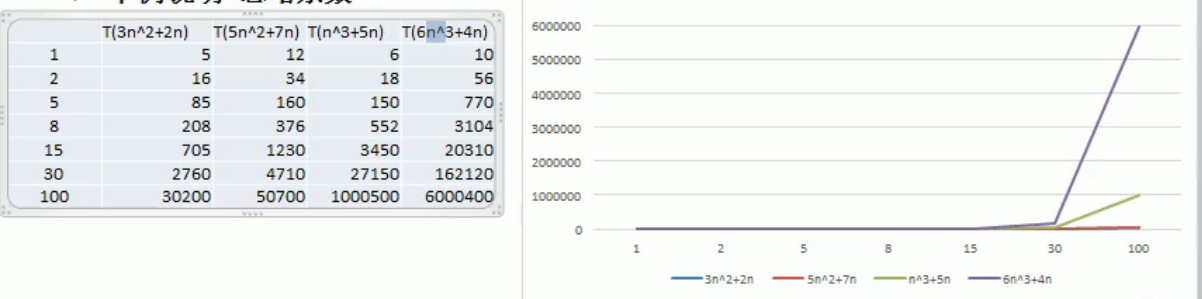 T(3n^2+2n) T(5n^2+7n) T(n^3+5n) T(6n^3+4n)
1 5 12 6 10
2 16 34 18 56
5 85 160 150 770
8 208 376 552 3104
15 705 1230 3450 20310
30 2760 4710 27150 162120
100 30200 50700 1000500 6000400
6000000
5000000
4000000
3000000
2000000
1000000
0
1 2 5 8 15 30 100
3n^2+2n 5n^2+7n n^3+5n 6n^3+4n